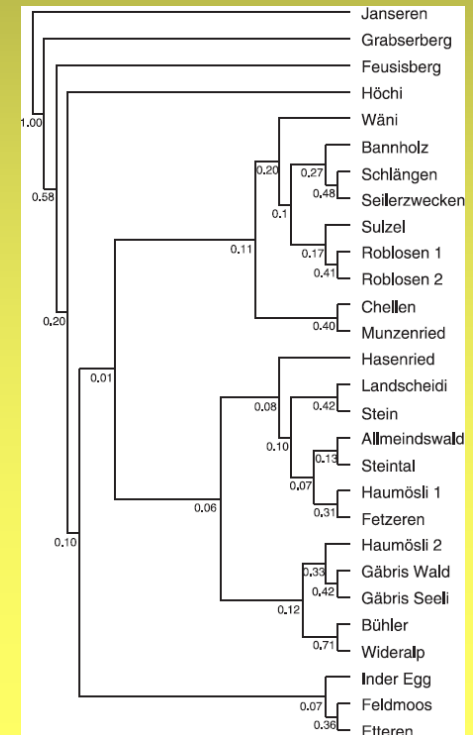 Janseren
Grabserberg
Feusisberg
Höchi
1.00
Wäni
Bannholz
0.20
0.27
Schlängen
0.58
0.48
Seilerzwecken
0.1
Sulzel
0.11
0.17
Roblosen 1
0.41
Roblosen 2
Chellen
0.20
0.40
Munzenried
Hasenried
0.01
Landscheidi
0.08
0.42
Stein
Allmeindswald
0.10
0.13
Steintal
0.07
Haumösli 1
0.06
0.31
Fetzeren
0.10
Haumösli 2
0.33
Gäbris Wald
0.42
Gäbris Seeli
0.12
Bühler
0.71
Wideralp
Inder Egg
0.07
Feldmoos
0.36
Etteren